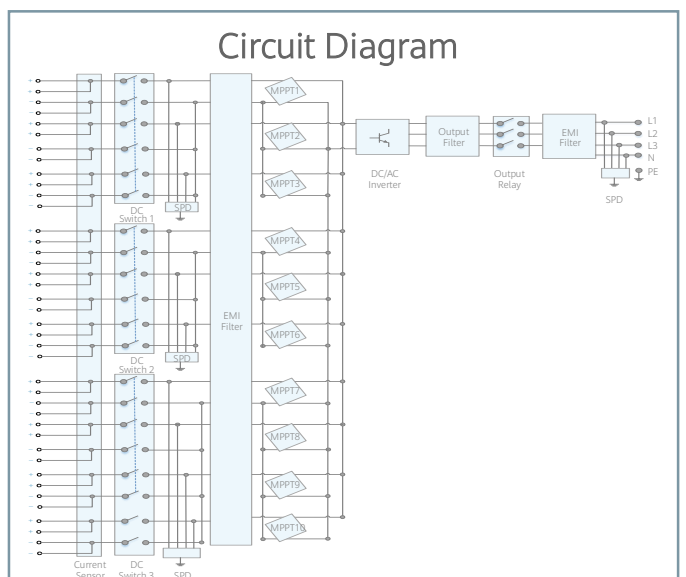 Circuit Diagram
MPPT1
MPPT2
MPPT3
DC
Switch 1
SPD
MPPT4
MPPT5
MPPT6
DC
Switch 2
SPD
EMI
Filter
MPPT7
MPPT8
MPPT9
MPPT10
Current
Sensor
DC
Switch 3
SPD
DC/AC
Inverter
Output
Filter
Output
Relay
EMI
Filter
L1
L2
L3
N
PE
SPD